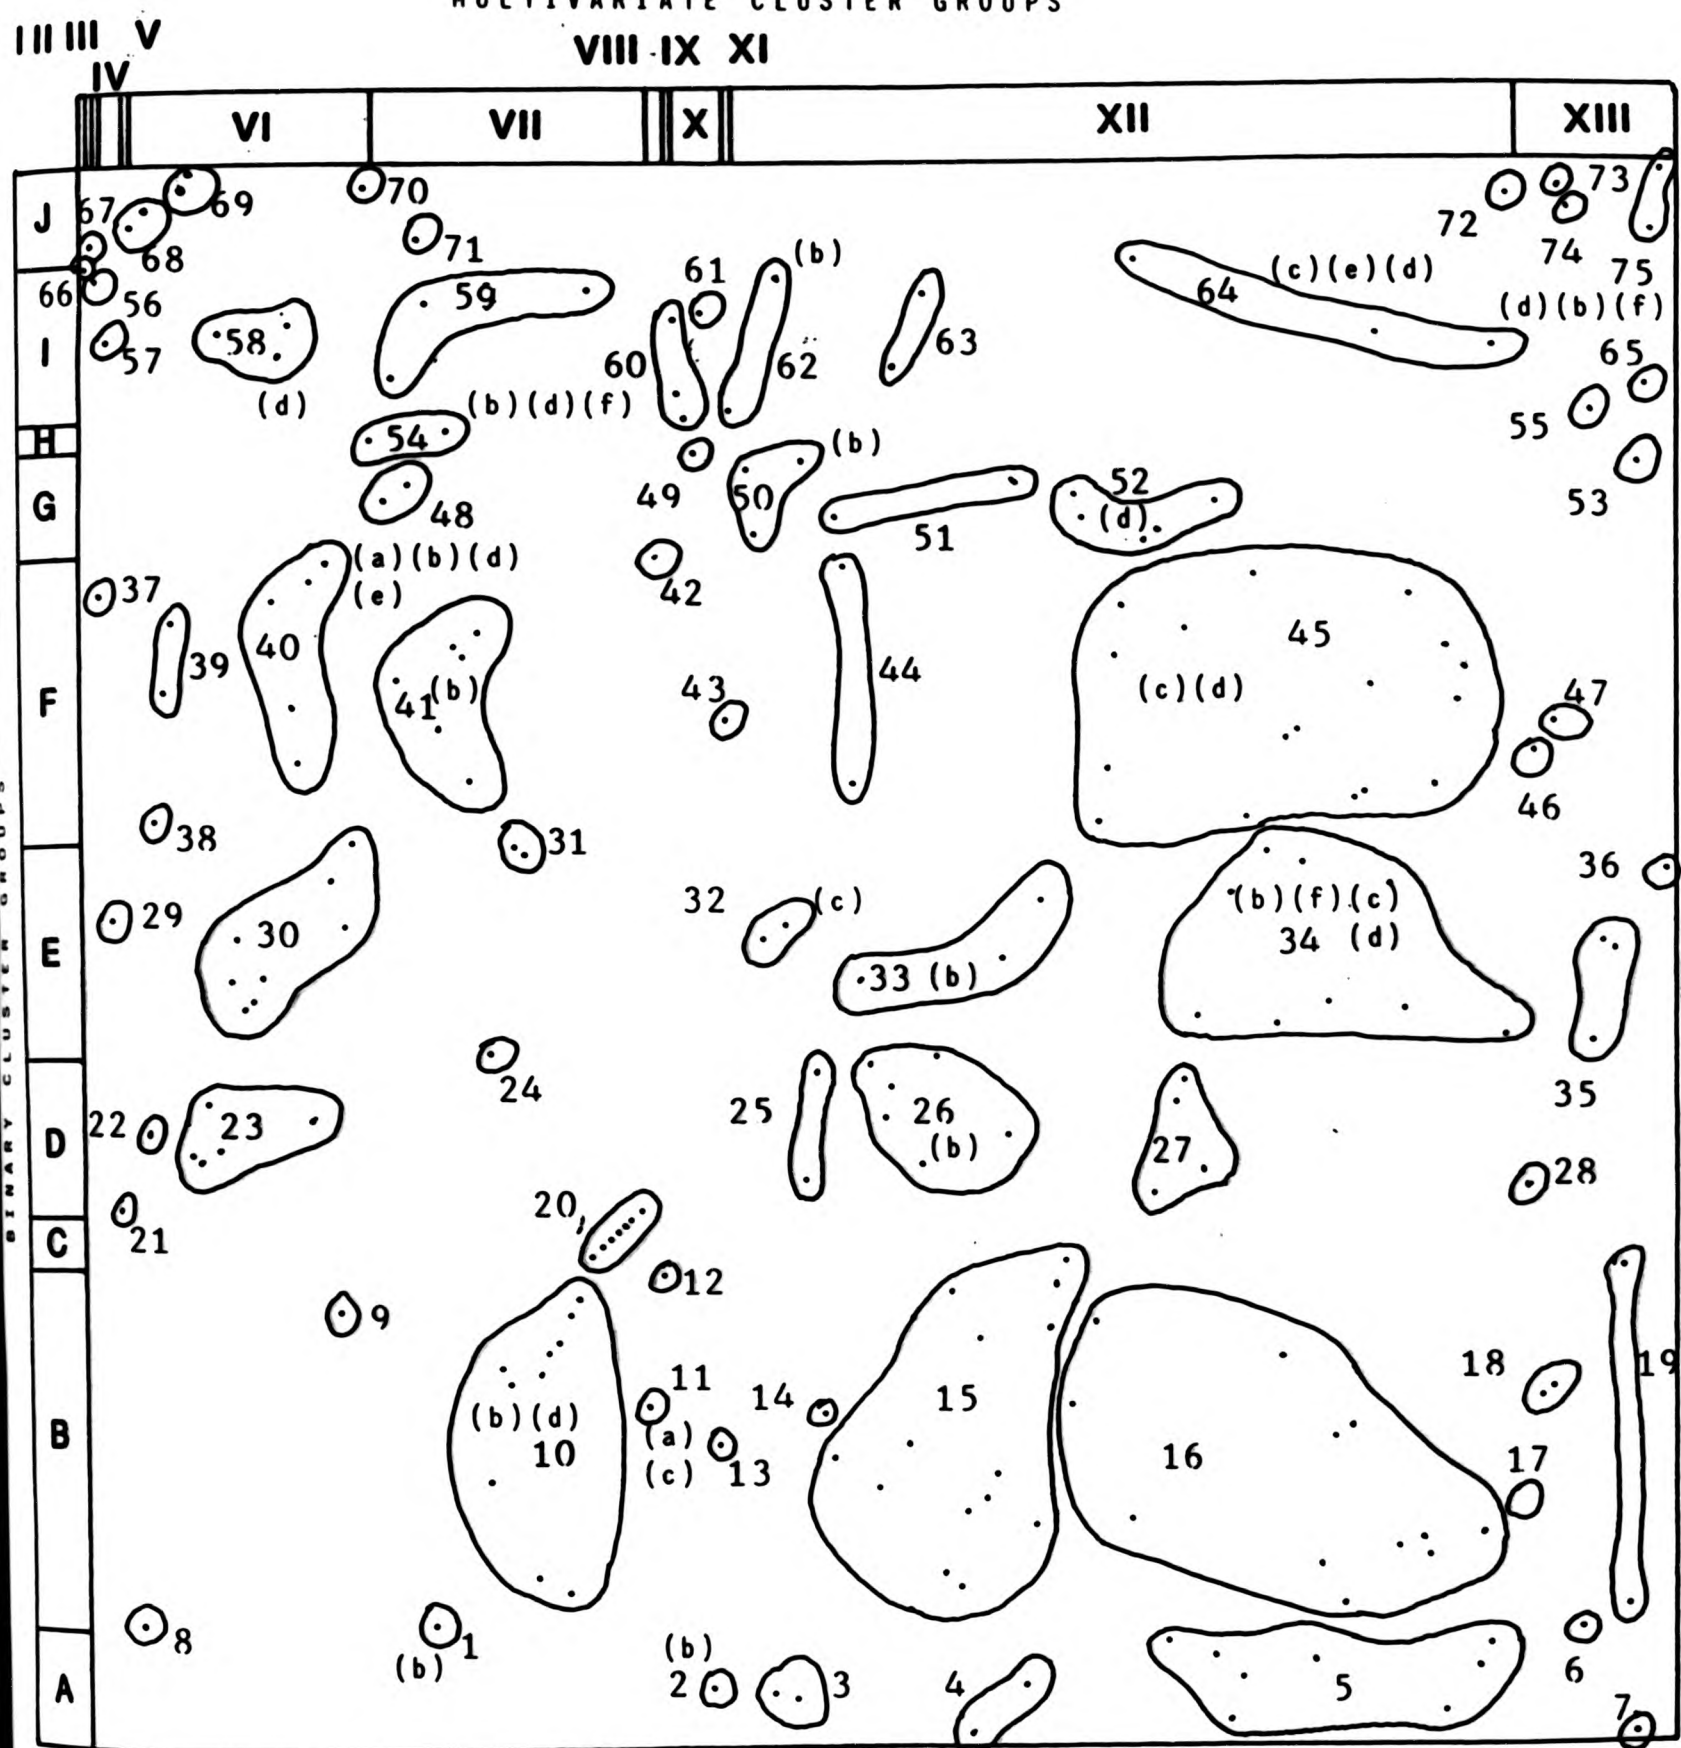 MULTIVARIATE CLUSTER GROUPS
I II III V VIII IX XI
IV
VI VII X XII XIII
BINARY CLUSTER GROUPS
J
67 69 70 72 73
68 71 74 75
(b)
61
(c)(e)(d)
I
66 56 59 64 (d)(b)(f)
57 58 60 62 63 65
(d) (b)(d)(f) 55
H
54 (b)
G
49 50 52 53
48 51 (d)
(a)(b)(d)
37 (e) 42
F
39 40 44 45
41 (b) 43 (c)(d) 47
38 31 46
36
E
29 32 (c) (b)(f)(c)
30 34 (d)
33 (b)
24 35
D
22 23 25 26
(b) 27 28
20
C
21
12
9
B
11 14 15 18 19
(b)(d) (a)
10 (c) 13 16 17
8 1 (b)
(b) 2 3 4 5 6
A
7